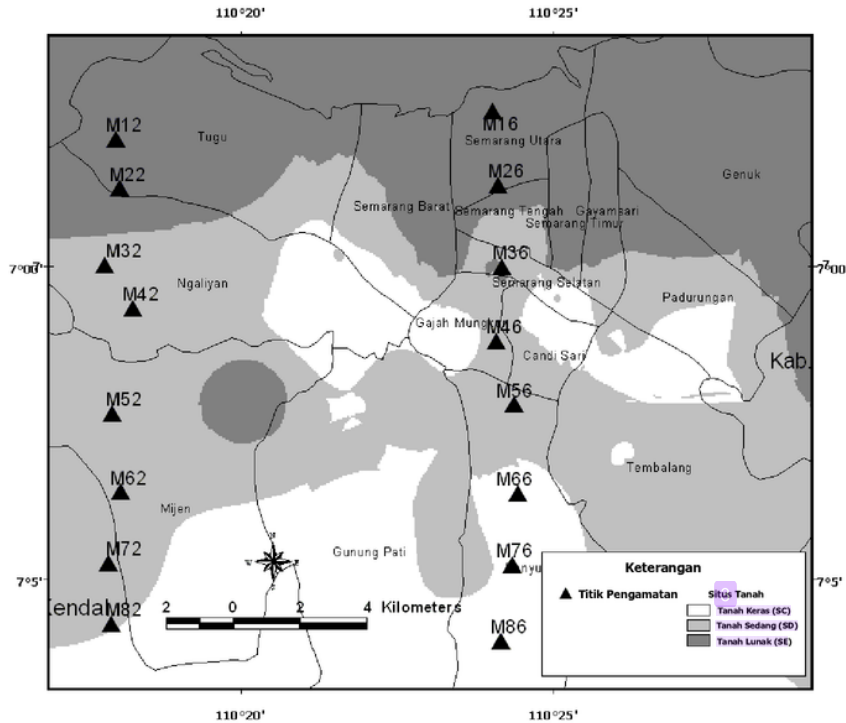 110°20' 110°25'
M12
Tugu
M16
Semarang Utara
M22
M26
Genuk
Semarang Barat Semarang Tengah Gayamsari
Semarang Timur
M32
M36
7°00' 7°00'
Ngaliyan
Semarang Selatan
M42
Padurungan
Gajah Mungkur
M46
Candi Sari
Kab.
M52
M56
M62
M66
Tembalang
Mijen
M72
Gunung Pati
M76
Keterangan
7°5' 7°5'
Titik Pengamatan Situs Tanah
Kendal
M82
2 0 2 4 Kilometers
Tanah Keras (SC)
Tanah Sedang (SD)
Tanah Lunak (SE)
M86
110°20' 110°25'